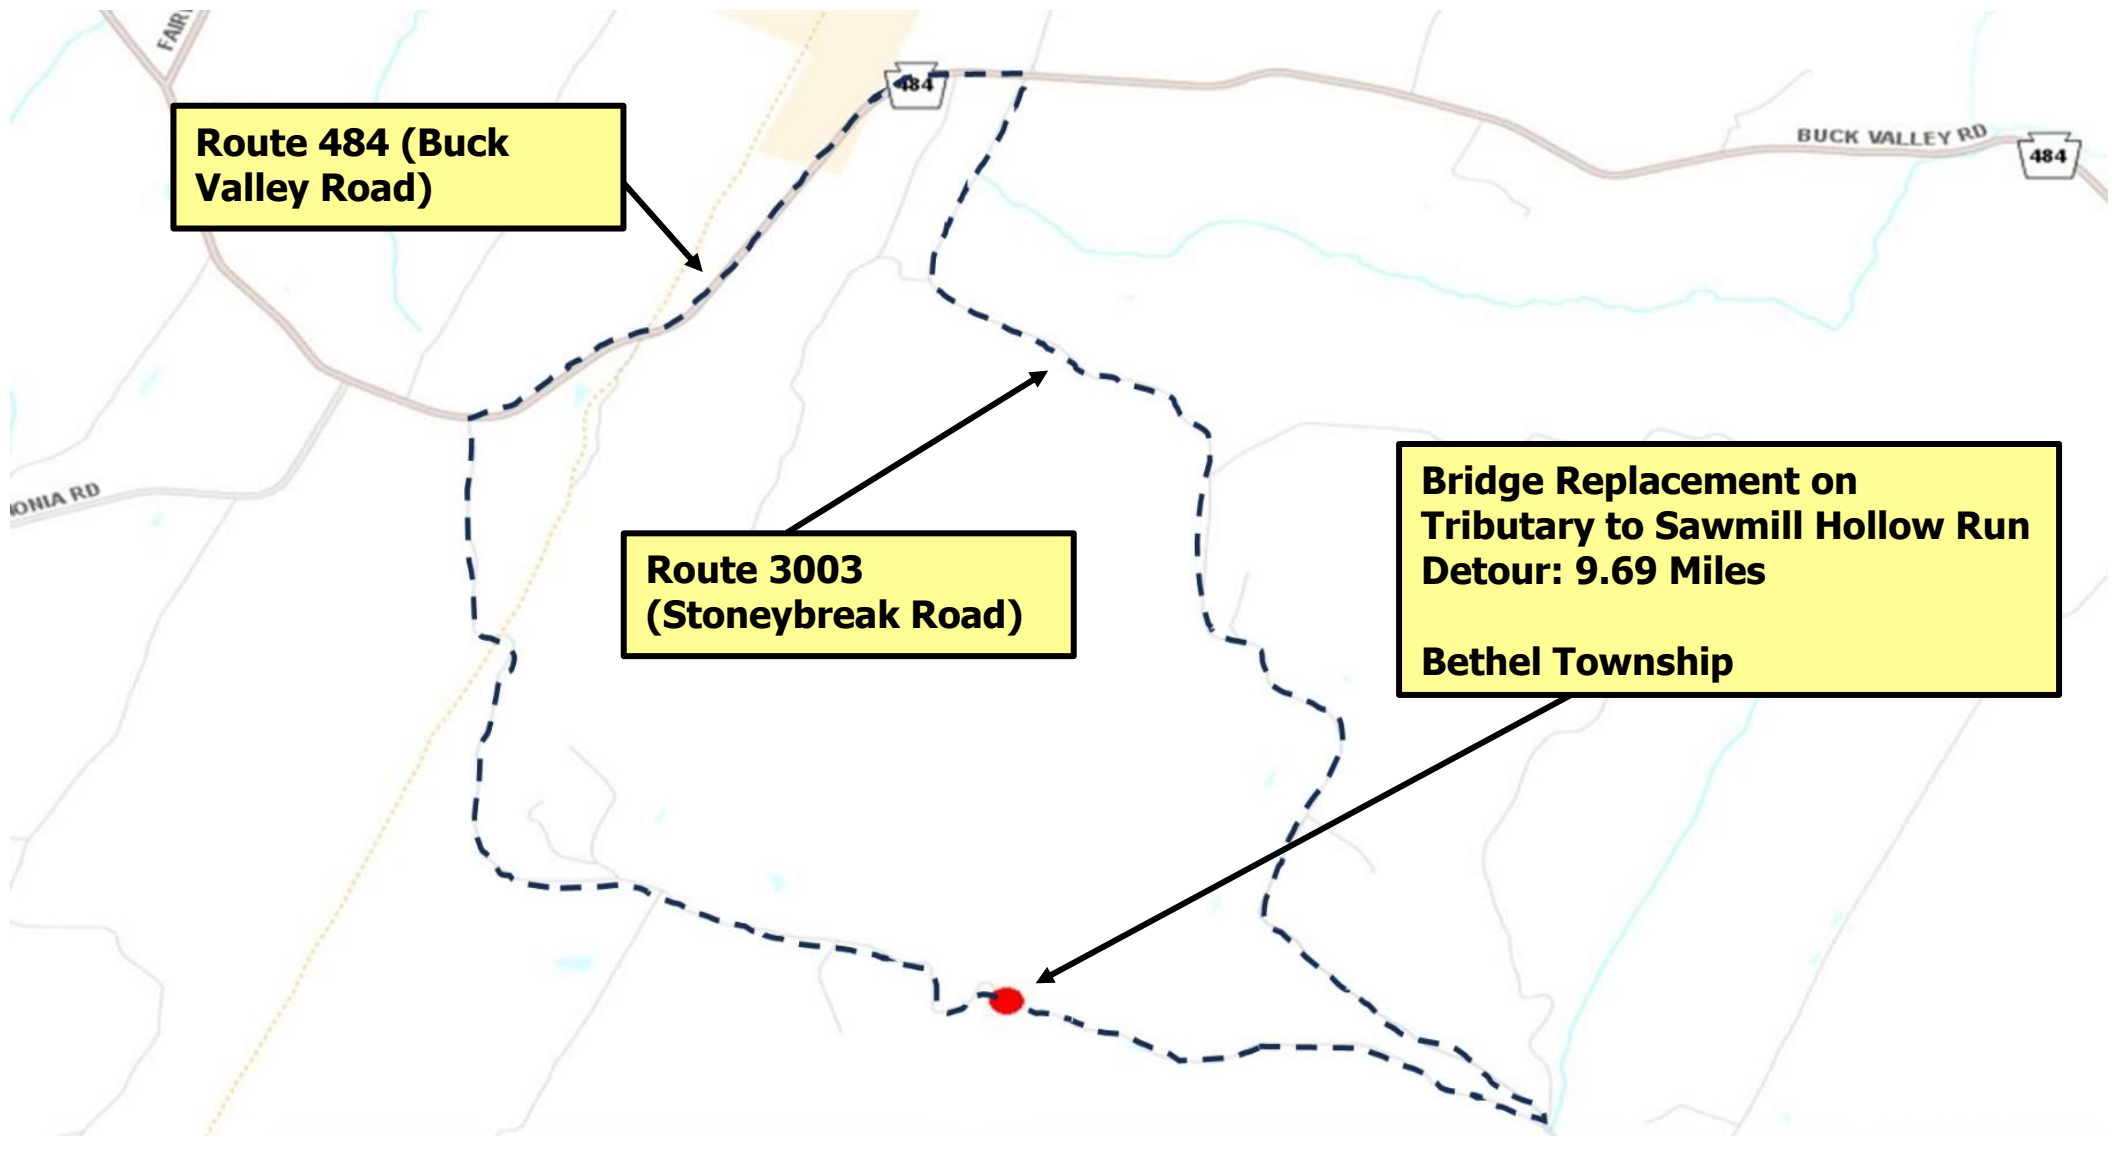 484
Route 484 (Buck
Valley Road)
BUCK VALLEY RD
484
ONIA RD
Route 3003
(Stoneybreak Road)
Bridge Replacement on
Tributary to Sawmill Hollow Run
Detour: 9.69 Miles
Bethel Township